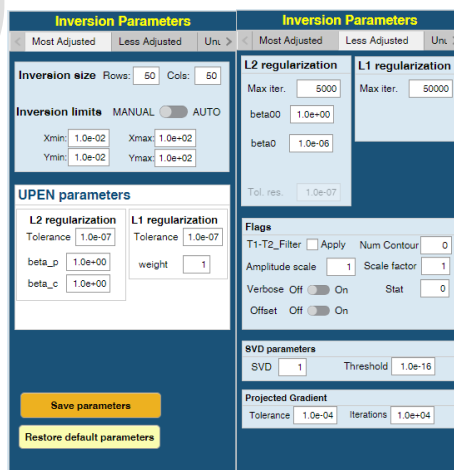 Inversion Parameters
< Most Adjusted Less Adjusted Unu >
Inversion size Rows: 50 Cols: 50
Inversion limits MANUAL AUTO
Xmin: 1.0e-02 Xmax: 1.0e+02
Ymin: 1.0e-02 Ymax: 1.0e+02
UPEN parameters
L2 regularization L1 regularization
Tolerance 1.0e-07 Tolerance 1.0e-07
beta_p 1.0e+00 weight 1
beta_c 1.0e+00
Save parameters
Restore default parameters
Inversion Parameters
< Most Adjusted Less Adjusted Unu >
L2 regularization L1 regularization
Max iter. 5000 Max iter. 50000
beta00 1.0e+00
beta0 1.0e-06
Tol. res. 1.0e-07
Flags
T1-T2_Filter Apply Num Contour 0
Amplitude scale 1 Scale factor 1
Verbose Off On Stat 0
Offset Off On
SVD parameters
SVD 1 Threshold 1.0e-16
Projected Gradient
Tolerance 1.0e-04 Iterations 1.0e+04